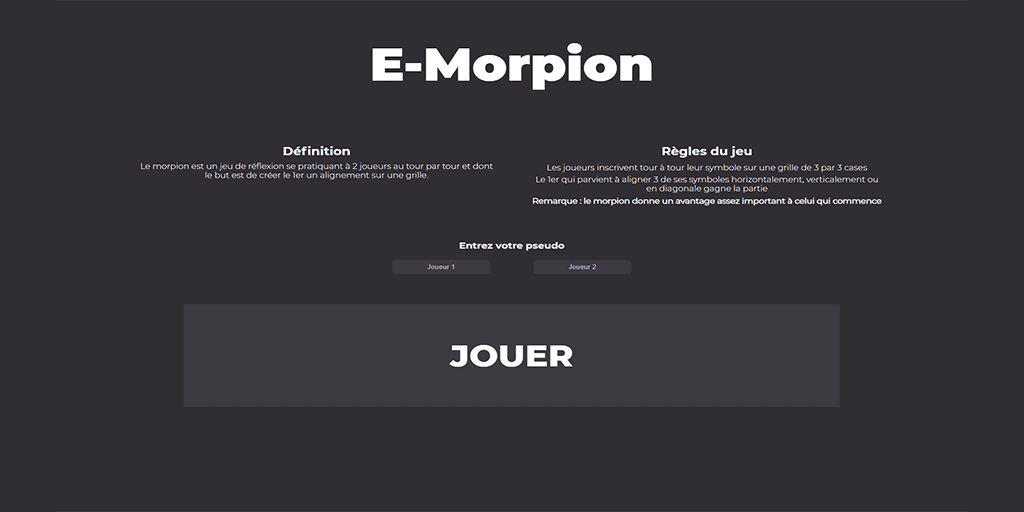 E-Morpion
Définition
Le morpion est un jeu de réflexion se pratiquant à 2 joueurs au tour par tour et dont
le but est de créer le 1er un alignement sur une grille.
Règles du jeu
Les joueurs inscrivent tour à tour leur symbole sur une grille de 3 par 3 cases
Le 1er qui parvient à aligner 3 de ses symboles horizontalement, verticalement ou
en diagonale gagne la partie
Remarque : le morpion donne un avantage assez important à celui qui commence
Entrez votre pseudo
Joueur 1
Joueur 2
JOUER